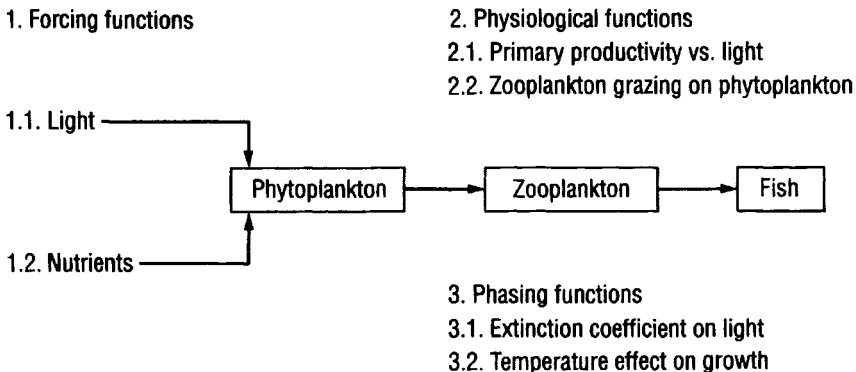 1. Forcing functions
2. Physiological functions
2.1. Primary productivity vs. light
2.2. Zooplankton grazing on phytoplankton
1.1. Light
Phytoplankton
Zooplankton
Fish
1.2. Nutrients
3. Phasing functions
3.1. Extinction coefficient on light
3.2. Temperature effect on growth